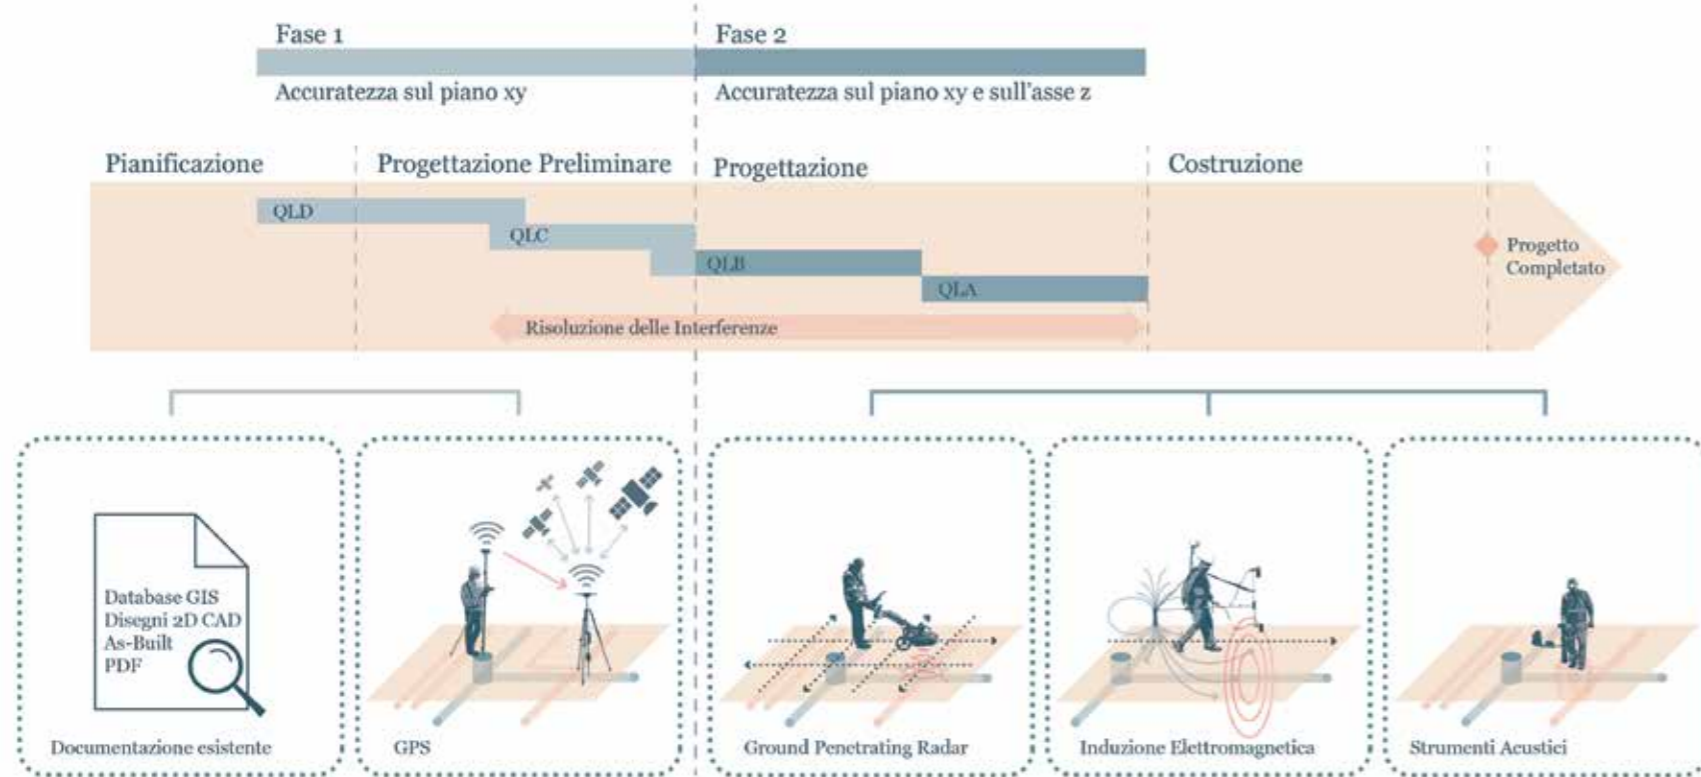 Fase 1
Fase 2
Accuratezza sul piano xy
Accuratezza sul piano xy e sull'asse z
Pianificazione
Progettazione Preliminare
Progettazione
Costruzione
QLD
QLC
QLB
QLA
Risoluzione delle Interferenze
Progetto
Completato
Database GIS
Disegni 2D CAD
As-Built
PDF
Documentazione esistente
GPS
Ground Penetrating Radar
Induzione Elettromagnetica
Strumenti Acustici